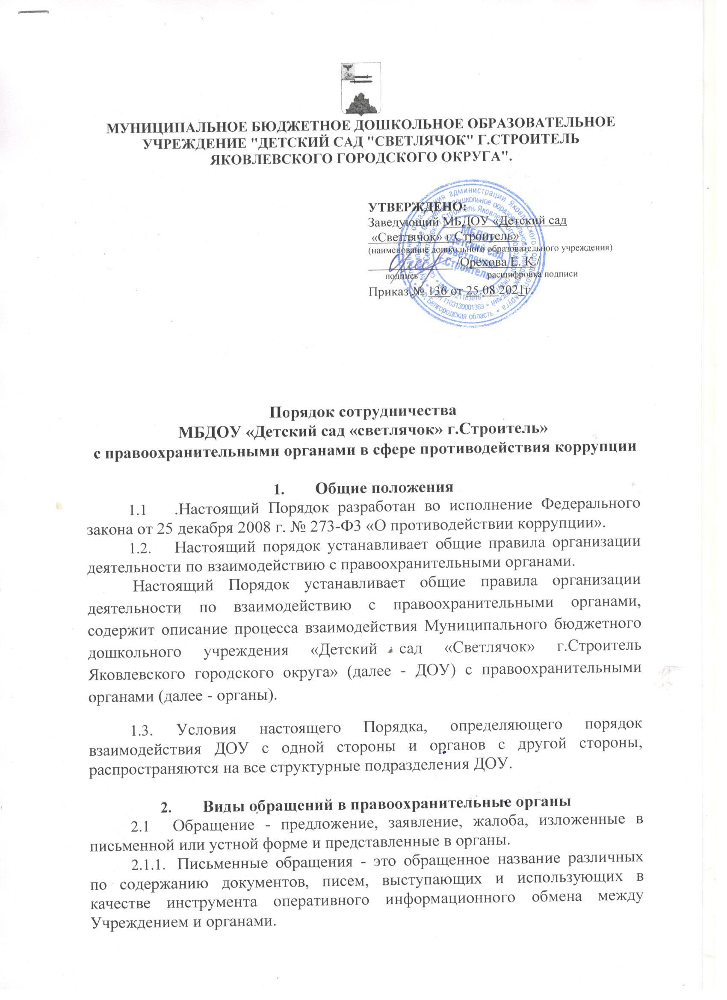 МУНИЦИПАЛЬНОЕ БЮДЖЕТНОЕ ДОШКОЛЬНОЕ ОБРАЗОВАТЕЛЬНОЕ
УЧРЕЖДЕНИЕ "ДЕТСКИЙ САД "СВЕТЛЯЧОК" Г.СТРОИТЕЛЬ
ЯКОВЛЕВСКОГО ГОРОДСКОГО ОКРУГА".
УТВЕРЖДЕНО:
Заведующий МБДОУ «Детский сад
«Светлячок» г.Строитель»
(наименование дошкольного образовательного учреждения)
/Орехова Е. К./
подпись расшифровка подписи
Приказ № 136 от 25.08 2021г.
МБДОУ
«Детский сад
«Светлячок»
г.Строитель»
Порядок сотрудничества
МБДОУ «Детский сад «светлячок» г.Строитель»
с правоохранительными органами в сфере противодействия коррупции
1. Общие положения
1.1 .Настоящий Порядок разработан во исполнение Федерального
закона от 25 декабря 2008 г. № 273-ФЗ «О противодействии коррупции».
1.2. Настоящий порядок устанавливает общие правила организации
деятельности по взаимодействию с правоохранительными органами.
Настоящий Порядок устанавливает общие правила организации
деятельности по взаимодействию с правоохранительными органами,
содержит описание процесса взаимодействия Муниципального бюджетного
дошкольного учреждения «Детский сад «Светлячок» г.Строитель
Яковлевского городского округа» (далее - ДОУ) с правоохранительными
органами (далее - органы).
1.3. Условия настоящего Порядка, определяющего порядок
взаимодействия ДОУ с одной стороны и органов с другой стороны,
распространяются на все структурные подразделения ДОУ.
2. Виды обращений в правоохранительные органы
2.1 Обращение - предложение, заявление, жалоба, изложенные в
письменной или устной форме и представленные в органы.
2.1.1. Письменные обращения - это обращенное название различных
по содержанию документов, писем, выступающих и использующих в
качестве инструмента оперативного информационного обмена между
Учреждением и органами.